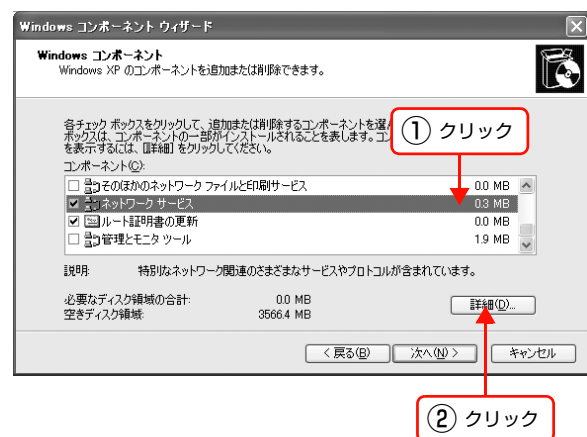 Windows コンポーネント ウィザード
Windows コンポーネント
Windows XP のコンポーネントを追加または削除できます。
各チェック ボックスをクリックして、追加または削除するコンポーネントを選
ボックスは、コンポーネントの一部がインストールされることを表します。コン
を表示するには、[詳細] をクリックしてください。
① クリック
コンポーネント(C):
そのほかのネットワーク ファイルと印刷サービス 0.0 MB
ネットワーク サービス 0.3 MB
ルート証明書の更新 0.0 MB
管理とモニタ ツール 1.9 MB
説明: 特別なネットワーク関連のさまざまなサービスやプロトコルが含まれています。
必要なディスク領域の合計: 0.0 MB
空きディスク領域: 3566.4 MB
詳細(D)...
< 戻る(B) 次へ(N) > キャンセル
② クリック